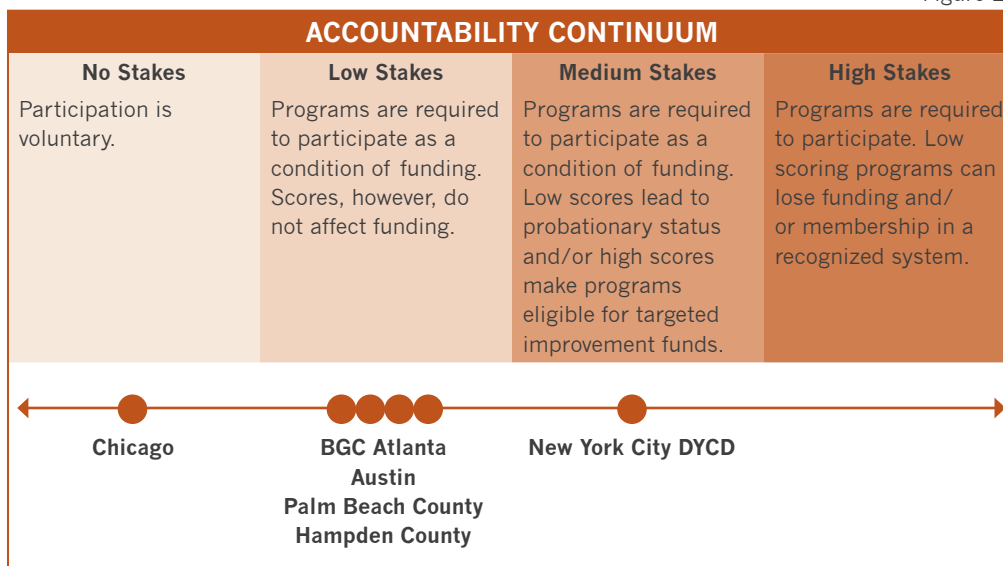 Figure 2
ACCOUNTABILITY CONTINUUM
No Stakes
Participation is
voluntary.
Low Stakes
Programs are required
to participate as a
condition of funding.
Scores, however, do
not affect funding.
Medium Stakes
Programs are required
to participate as a
condition of funding.
Low scores lead to
probationary status
and/or high scores
make programs
eligible for targeted
improvement funds.
High Stakes
Programs are required
to participate. Low
scoring programs can
lose funding and/
or membership in a
recognized system.
Chicago
BGC Atlanta
Austin
Palm Beach County
Hampden County
New York City DYCD